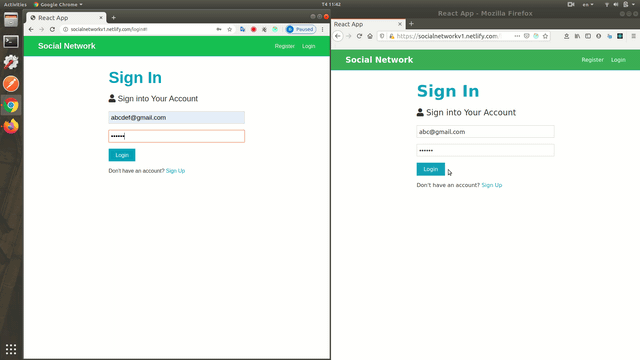 Activities
Google Chrome
T4 11:42
en
React App
socialnetworkv1.netlify.com/login#
Paused
Social Network
Register
Login
Sign In
Sign into Your Account
abcdef@gmail.com
••••••
Login
Don't have an account? Sign Up
React App - Mozilla Firefox
React App
https://socialnetworkv1.netlify.com
Social Network
Register
Login
Sign In
Sign into Your Account
abc@gmail.com
••••••
Login
Don't have an account? Sign Up